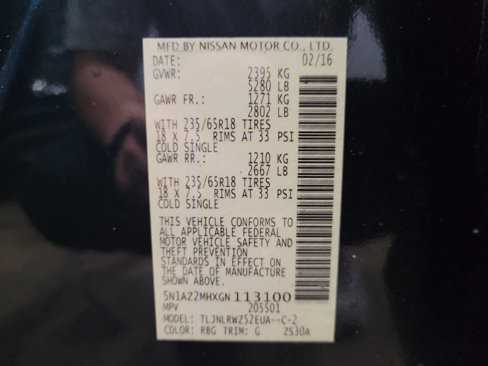 MFD BY NISSAN MOTOR CO., LTD.
DATE: 02/16
GVWR: 2395 KG
5280 LB
GAWR FR.: 1271 KG
2802 LB
WITH 235/65R18 TIRES
18 X 7.5 RIMS AT 33 PSI
COLD SINGLE
GAWR RR.: 1210 KG
2667 LB
WITH 235/65R18 TIRES
18 X 7.5 RIMS AT 33 PSI
COLD SINGLE
THIS VEHICLE CONFORMS TO
ALL APPLICABLE FEDERAL
MOTOR VEHICLE SAFETY AND
THEFT PREVENTION
STANDARDS IN EFFECT ON
THE DATE OF MANUFACTURE
SHOWN ABOVE.
5N1AZ2MHXGN113100
MPV 205501
MODEL: TLJNLRWZ52EUA--C-2
COLOR: RBG TRIM: G 2S30A